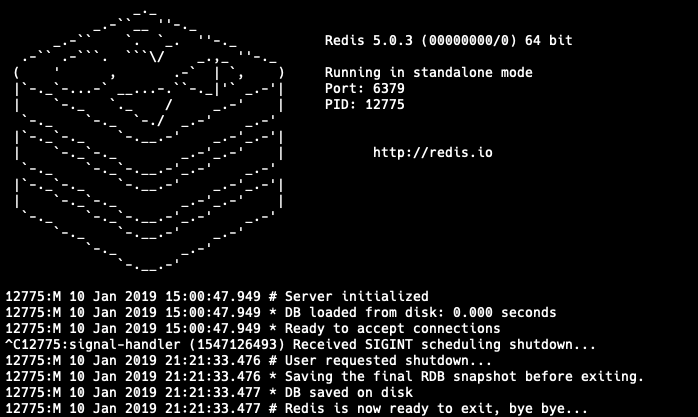 Redis 5.0.3 (00000000/0) 64 bit
Running in standalone mode
Port: 6379
PID: 12775
http://redis.io
12775:M 10 Jan 2019 15:00:47.949 # Server initialized
12775:M 10 Jan 2019 15:00:47.949 * DB loaded from disk: 0.000 seconds
12775:M 10 Jan 2019 15:00:47.949 * Ready to accept connections
^C12775:signal-handler (1547126493) Received SIGINT scheduling shutdown...
12775:M 10 Jan 2019 21:21:33.476 # User requested shutdown...
12775:M 10 Jan 2019 21:21:33.476 * Saving the final RDB snapshot before exiting.
12775:M 10 Jan 2019 21:21:33.477 * DB saved on disk
12775:M 10 Jan 2019 21:21:33.477 # Redis is now ready to exit, bye bye...